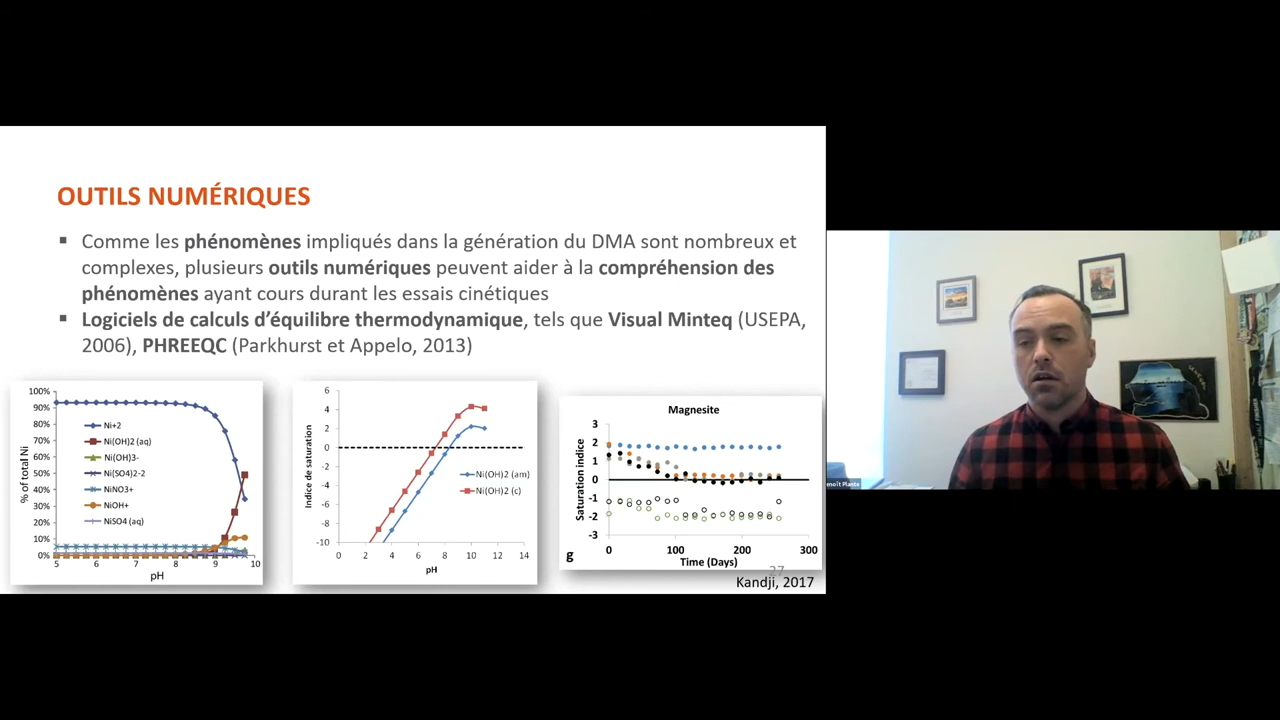 OUTILS NUMÉRIQUES
▪ Comme les phénomènes impliqués dans la génération du DMA sont nombreux et
complexes, plusieurs outils numériques peuvent aider à la compréhension des
phénomènes ayant cours durant les essais cinétiques
▪ Logiciels de calculs d’équilibre thermodynamique, tels que Visual Minteq (USEPA,
2006), PHREEQC (Parkhurst et Appelo, 2013)
% of total Ni
100%
90%
80%
70%
60%
50%
40%
30%
20%
10%
0%
Ni+2
Ni(OH)2 (aq)
Ni(OH)3-
Ni(SO4)2-2
NiNO3+
NiOH+
NiSO4 (aq)
5 6 7 8 9 10
pH
Indice de saturation
6
4
2
0
-2
-4
-6
-8
-10
Ni(OH)2 (am)
Ni(OH)2 (c)
0 2 4 6 8 10 12 14
pH
Magnesite
Saturation indice
3
2
1
0
-1
-2
-3
0 100 200 300
Time (Days)
g
27
Kandji, 2017
enoît Plante